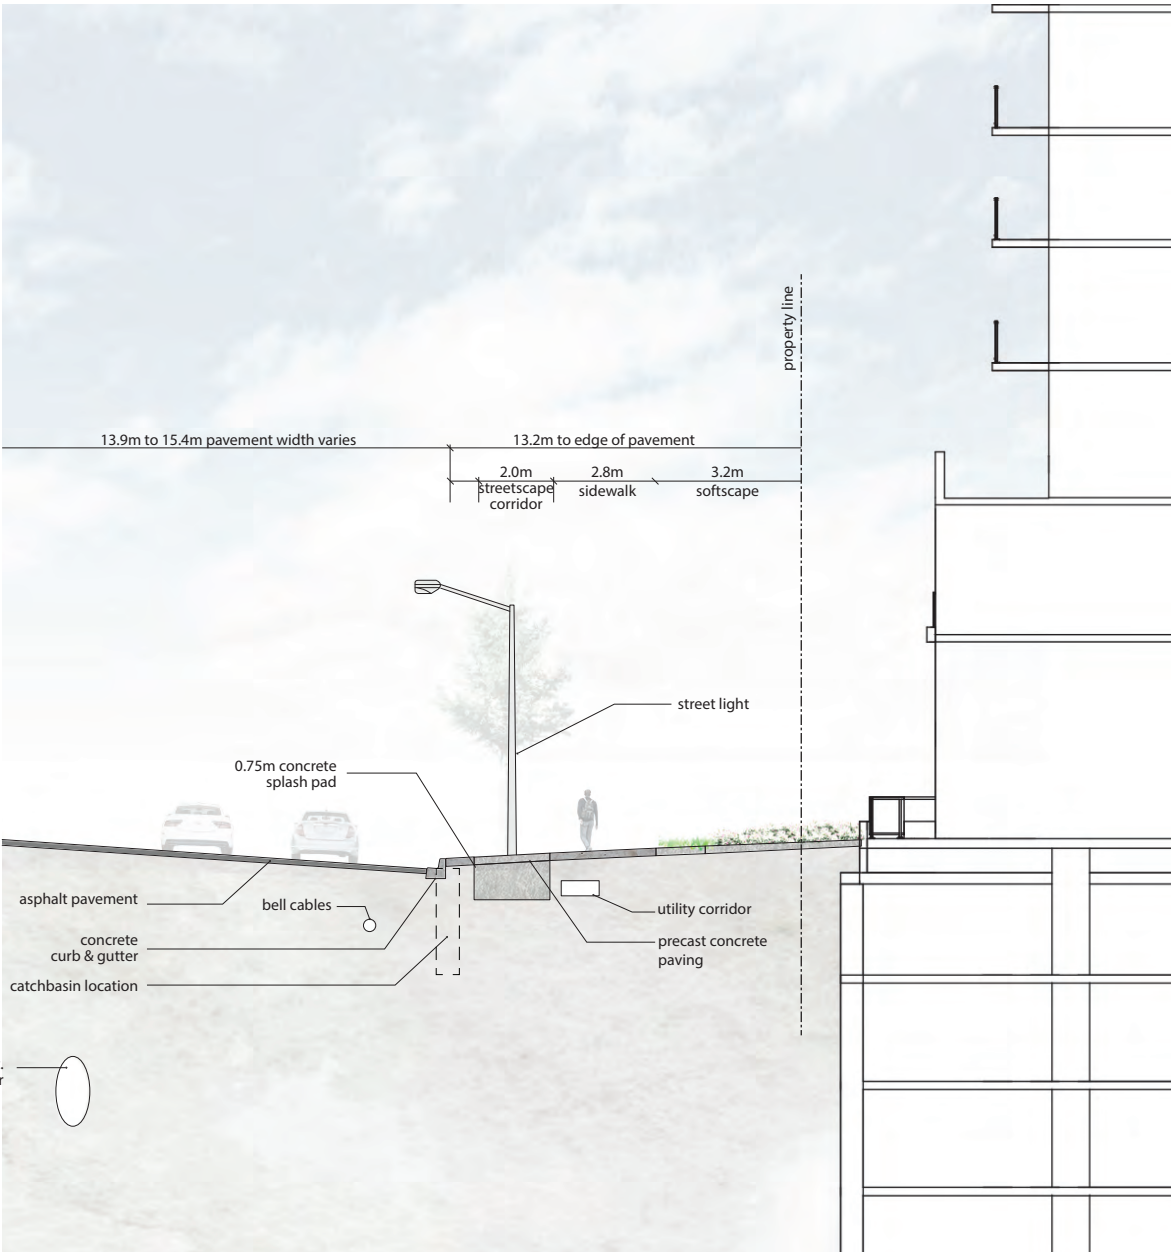 property line
13.9m to 15.4m pavement width varies
13.2m to edge of pavement
2.0m
streetscape
corridor
2.8m
sidewalk
3.2m
softscape
street light
0.75m concrete
splash pad
asphalt pavement
bell cables
concrete
curb & gutter
catchbasin location
utility corridor
precast concrete
paving